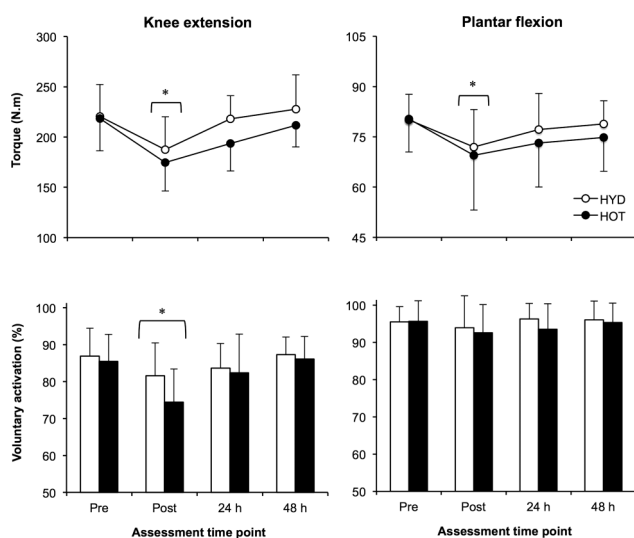 Knee extension
Plantar flexion
Torque (N.m)
300
250
200
150
100
*
105
90
75
60
45
*
HYD
HOT
Voluntary activation (%)
100
90
80
70
60
50
*
100
90
80
70
60
50
Pre
Post
24 h
48 h
Pre
Post
24 h
48 h
Assessment time point
Assessment time point